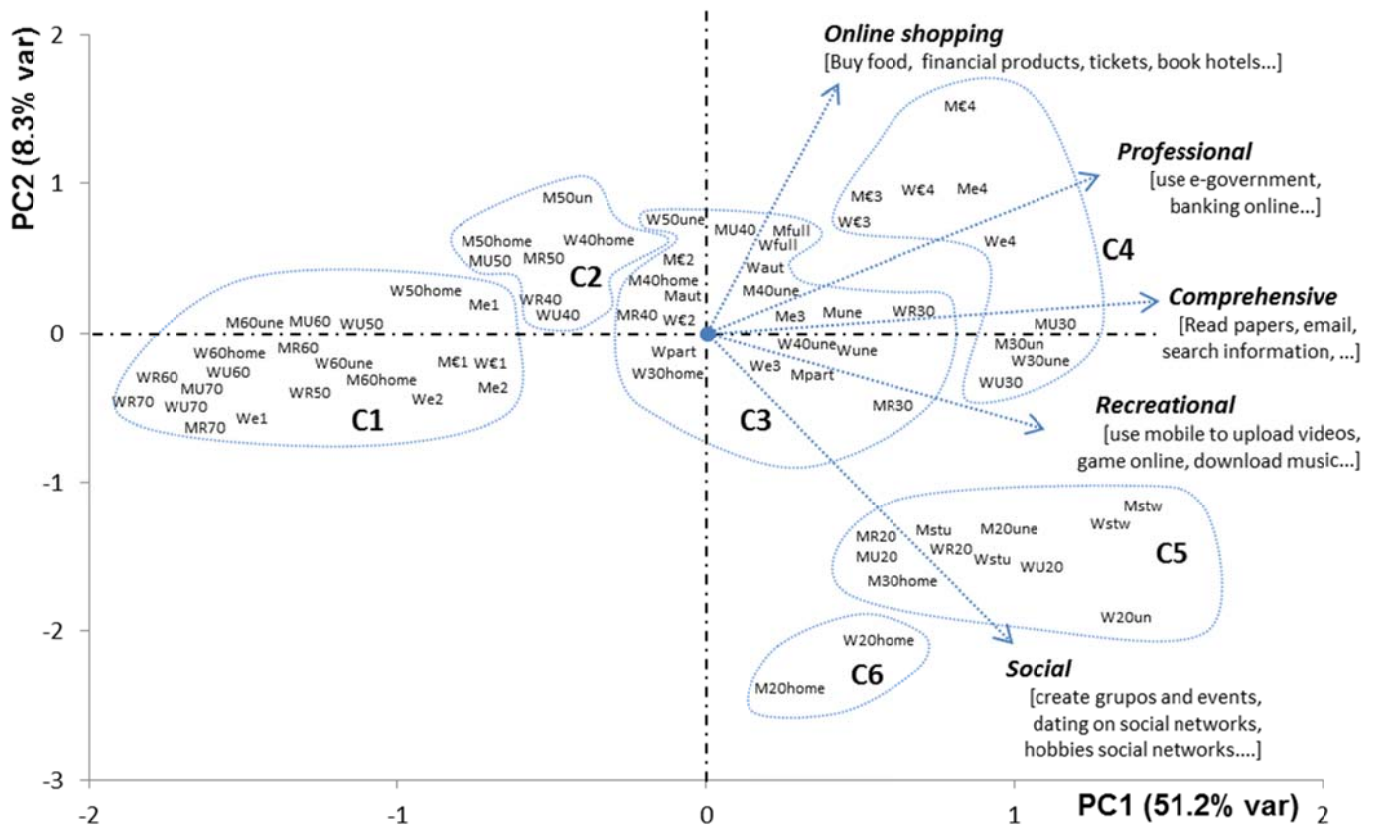 PC2 (8.3% var)
2
1
0
-1
-2
-3
-2
-1
0
1
2
PC1 (51.2% var)
Online shopping
[Buy food, financial products, tickets, book hotels...]
Professional
[use e-government,
banking online...]
Comprehensive
[Read papers, email,
search information, ...]
Recreational
[use mobile to upload videos,
game online, download music...]
Social
[create grupos and events,
dating on social networks,
hobbies social networks....]
M€4
M€3
W€4
Me4
W€3
We4
C4
MU30
M30un
W30une
WU30
M50un
M50home
W40home
MU50
MR50
C2
WR40
WU40
W50une
MU40
Mfull
Wfull
M€2
Waut
M40home
Maut
M40une
MR40
W€2
Me3
Mune
WR30
W40une
Wune
Wpart
W30home
We3
Mpart
MR30
C3
W50home
Me1
M60une
MU60
WU50
W60home
MR60
W60une
M€1
W€1
WR60
WU60
M60home
MU70
WR50
Me2
WR70
WU70
We2
MR70
We1
C1
Mstw
Wstw
MR20
Mstu
M20une
WR20
C5
MU20
Wstu
WU20
M30home
W20un
W20home
C6
M20home